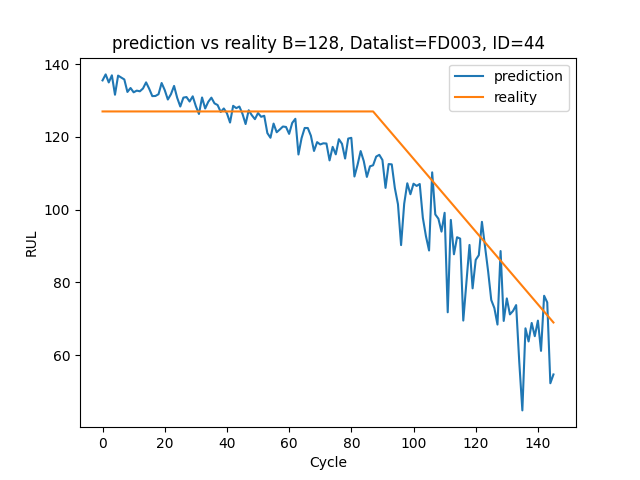 prediction vs reality B=128, Datalist=FD003, ID=44
prediction
reality
RUL
140
120
100
80
60
0 20 40 60 80 100 120 140
Cycle